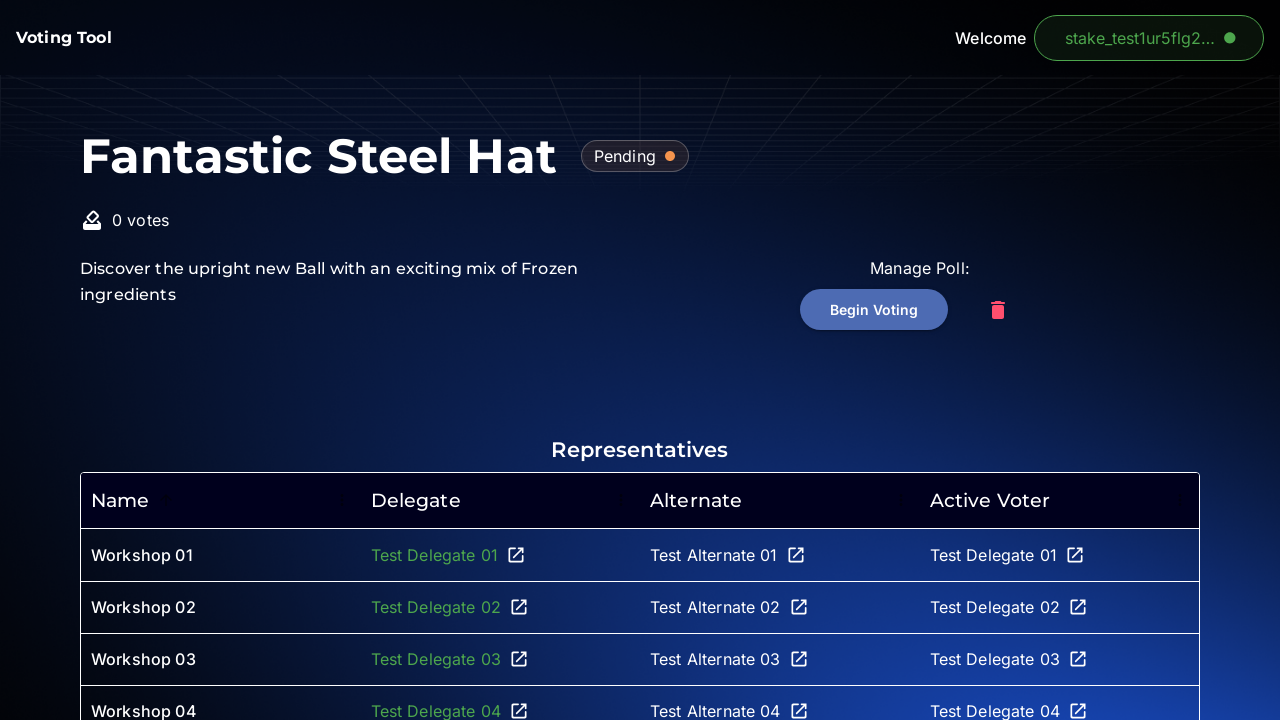 Voting Tool
Welcome
stake_test1ur5flg2...
Fantastic Steel Hat
Pending
0 votes
Discover the upright new Ball with an exciting mix of Frozen
ingredients
Manage Poll:
Begin Voting
Representatives
Name Delegate Alternate Active Voter
Workshop 01 Test Delegate 01 Test Alternate 01 Test Delegate 01
Workshop 02 Test Delegate 02 Test Alternate 02 Test Delegate 02
Workshop 03 Test Delegate 03 Test Alternate 03 Test Delegate 03
Workshop 04 Test Delegate 04 Test Alternate 04 Test Delegate 04